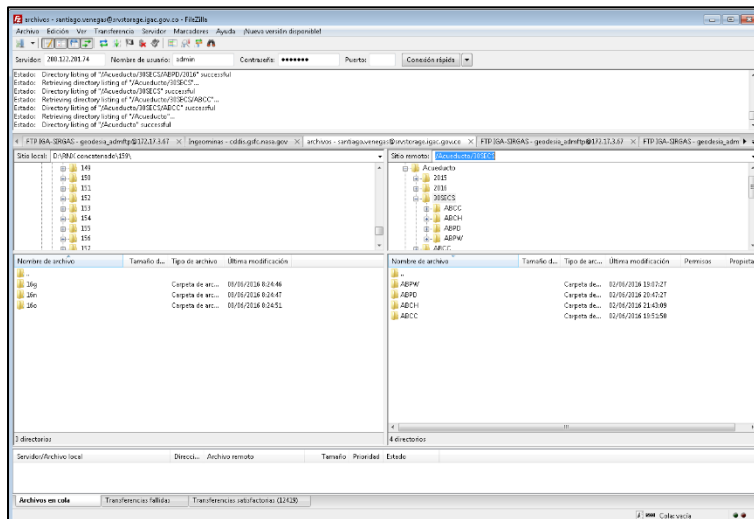 archivos - santiago.venegas@srvstorage.igac.gov.co - FileZilla
Archivo Edición Ver Transferencia Servidor Marcadores Ayuda ¡Nueva versión disponible!
Servidor: 200.122.201.74 Nombre de usuario: admin Contraseña: ●●●●●●● Puerto: Conexión rápida
Estado: Directory listing of "/Acueducto/30SECS/ABPD/2016" successful
Estado: Retrieving directory listing of "/Acueducto/30SECS"...
Estado: Directory listing of "/Acueducto/30SECS" successful
Estado: Retrieving directory listing of "/Acueducto/30SECS/ABCC"...
Estado: Directory listing of "/Acueducto/30SECS/ABCC" successful
Estado: Retrieving directory listing of "/Acueducto"...
Estado: Directory listing of "/Acueducto" successful
FTP IGA-SIRGAS - geodesia_admftp@172.17.3.67 Ingeominas - cddis.gsfc.nasa.gov archivos - santiago.venegas@srvstorage.igac.gov.co FTP IGA-SIRGAS - geodesia_admftp@172.17.3.67 FTP IGA-SIRGAS - geodesia_adm
Sitio local: D:\RNX concatenado\159\ Sitio remoto: /Acueducto/30SECS
149
150
151
152
153
154
155
156
157
Acueducto
2015
2016
30SECS
ABCC
ABCH
ABPD
ABPW
ABCC
Nombre de archivo Tamaño d... Tipo de archivo Última modificación
..
16g Carpeta de arc... 08/06/2016 8:24:46
16n Carpeta de arc... 08/06/2016 8:24:47
16o Carpeta de arc... 08/06/2016 8:24:51
3 directorios
Nombre de archivo Tamaño d... Tipo de arc... Última modificación Permisos Propieta
..
ABPW Carpeta de... 02/06/2016 19:07:27
ABPD Carpeta de... 02/06/2016 20:47:27
ABCH Carpeta de... 02/06/2016 21:43:09
ABCC Carpeta de... 02/06/2016 19:51:50
4 directorios
Servidor/Archivo local Direcci... Archivo remoto Tamaño Prioridad Estado
Archivos en cola Transferencias fallidas Transferencias satisfactorias (12419)
Cola: vacía